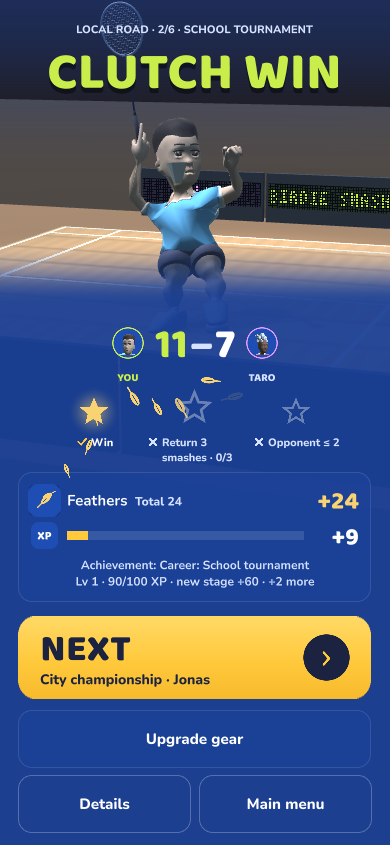 LOCAL ROAD · 2/6 · SCHOOL TOURNAMENT
CLUTCH WIN
BIRDIE SMASH
11–7
YOU
TARO
Win
Return 3
smashes · 0/3
Opponent ≤ 2
Feathers Total 24
+24
XP
+9
Achievement: Career: School tournament
Lv 1 · 90/100 XP · new stage +60 · +2 more
NEXT
City championship · Jonas
Upgrade gear
Details
Main menu